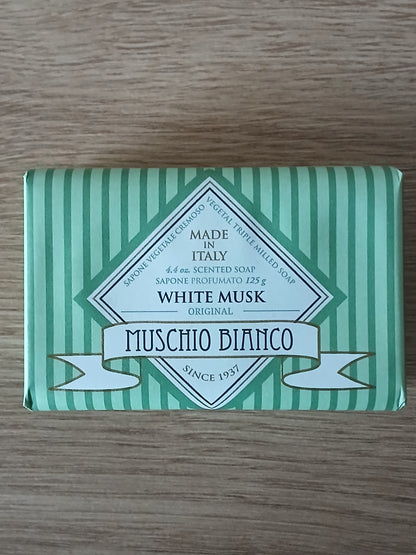 SAPONE VEGETALE CREMOSO
VEGETAL TRIPLE MILLED SOAP
MADE
IN
ITALY
4.4 oz. SCENTED SOAP
SAPONE PROFUMATO 125 g
WHITE MUSK
ORIGINAL
MUSCHIO BIANCO
SINCE 1937